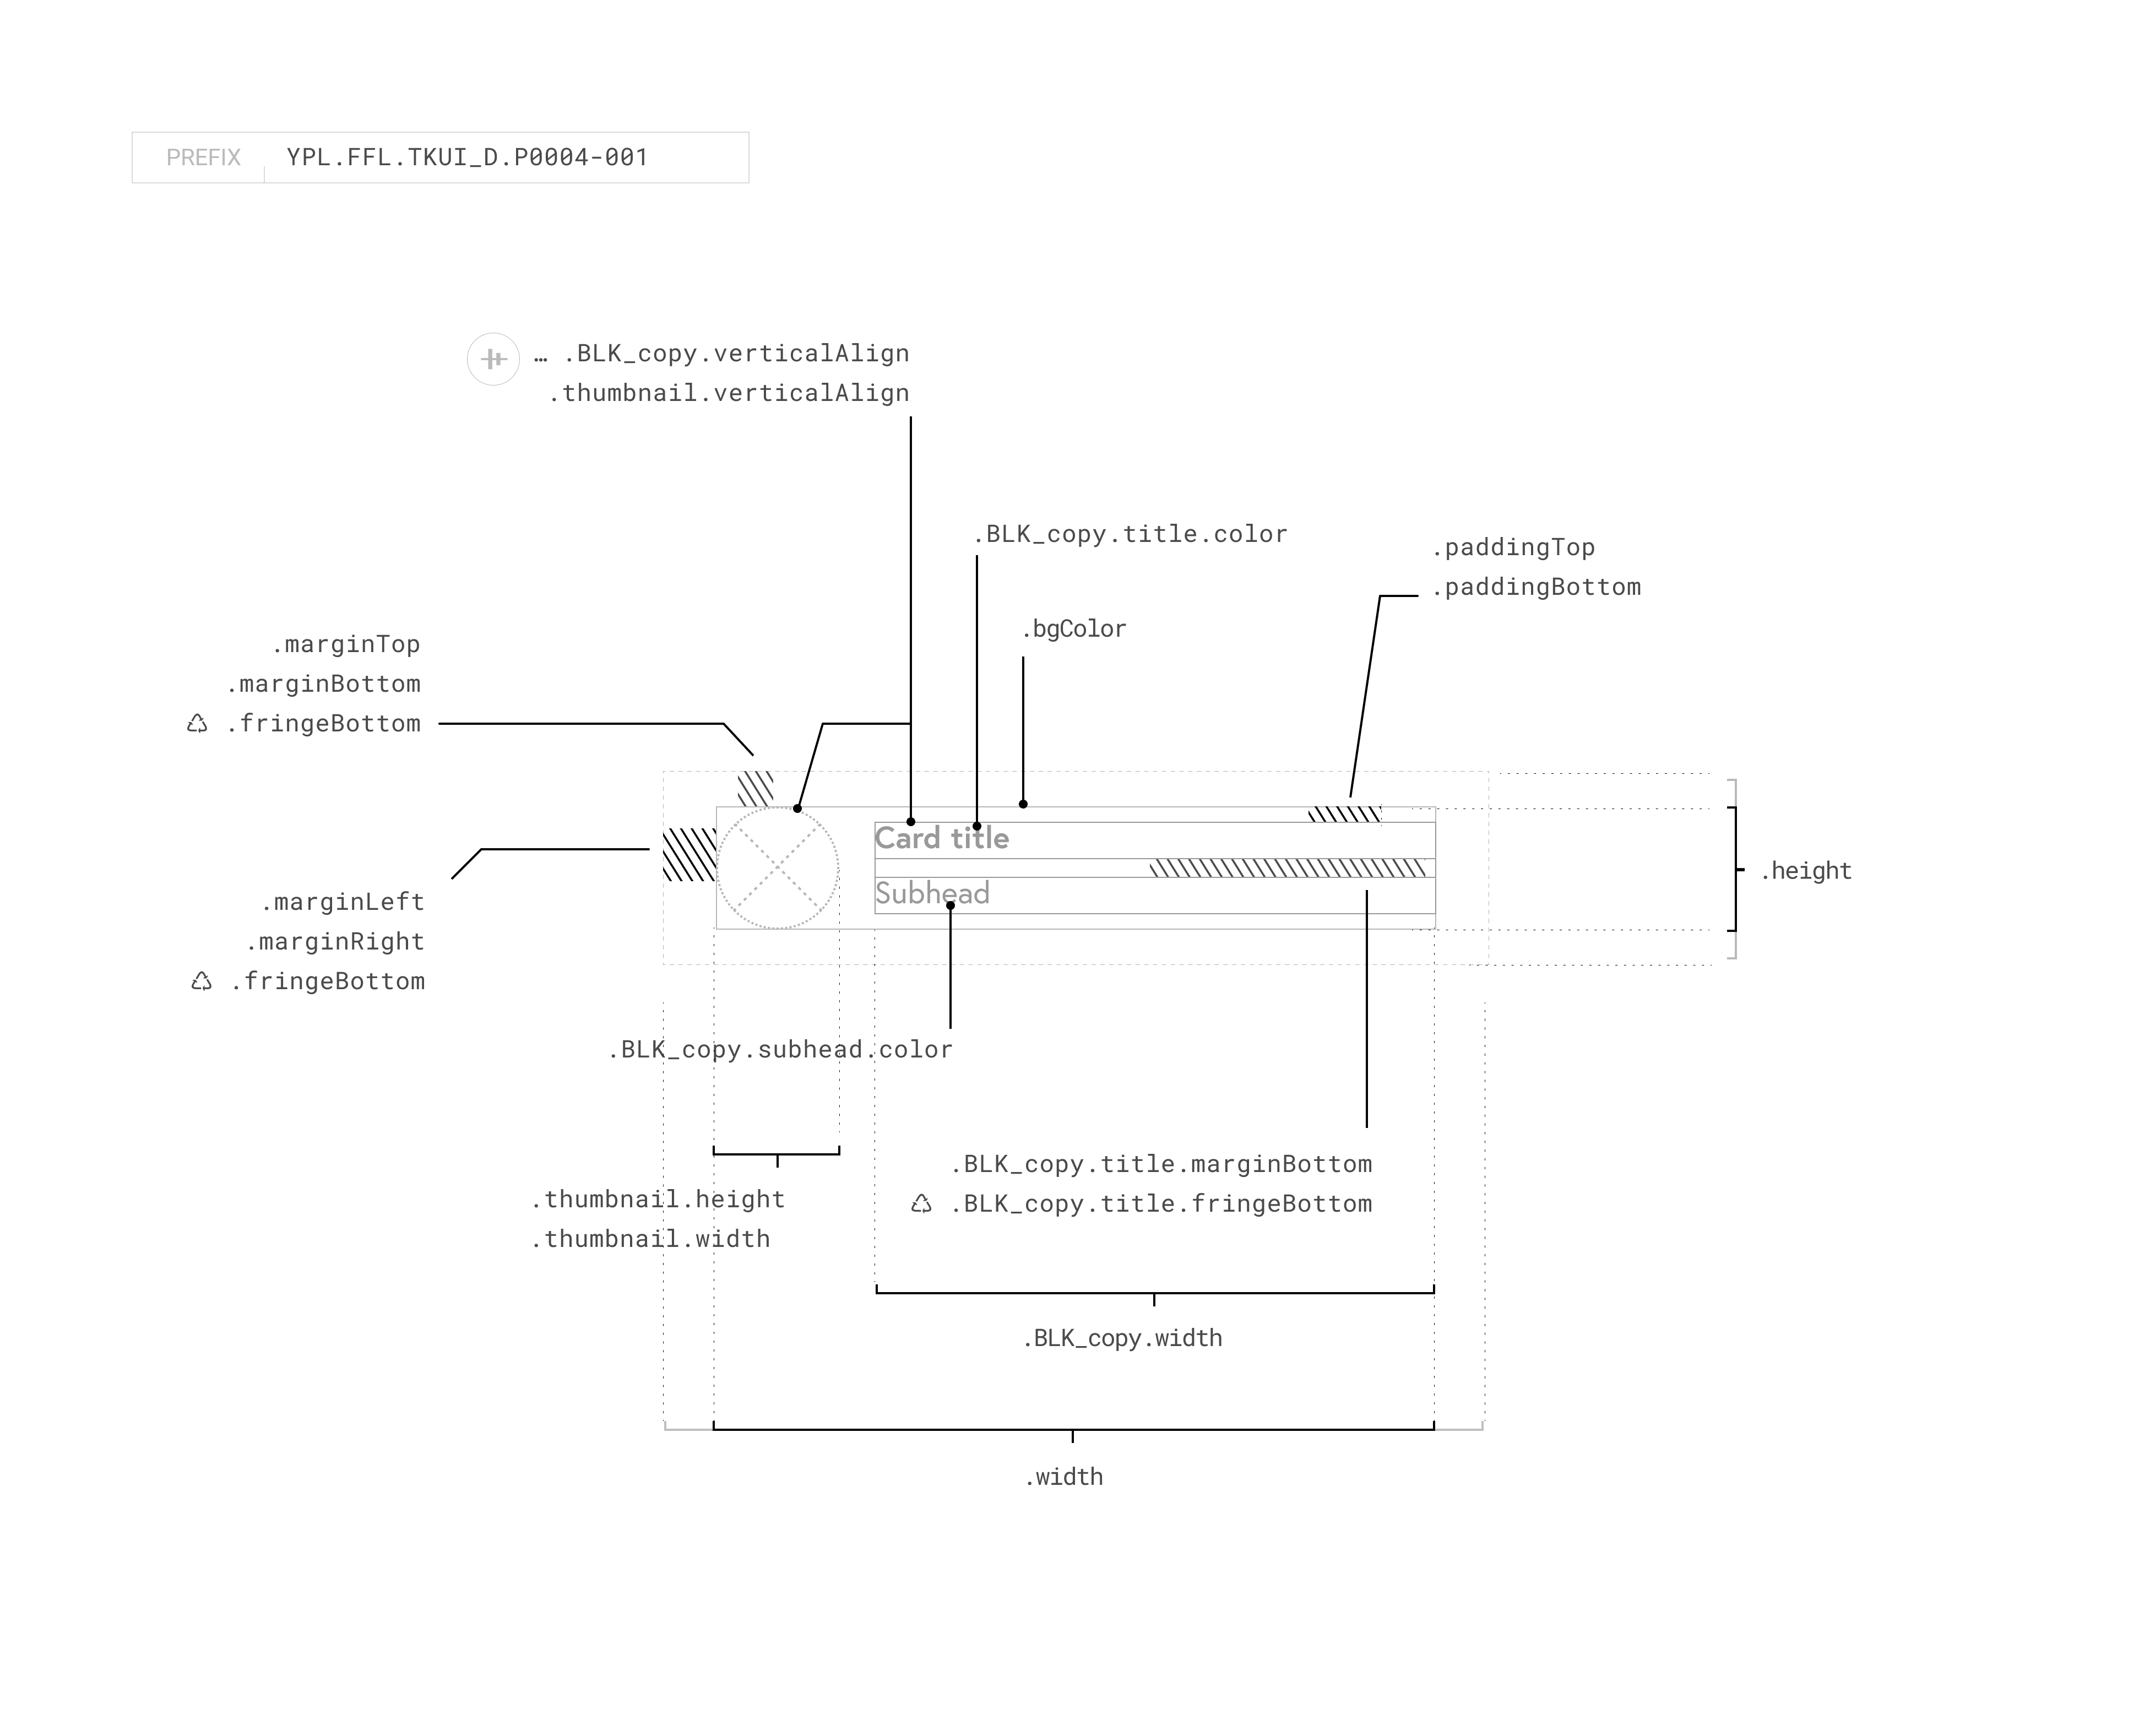 PREFIX YPL.FFL.TKUI_D.P0004-001
… .BLK_copy.verticalAlign
.thumbnail.verticalAlign
.BLK_copy.title.color
.paddingTop
.paddingBottom
.bgColor
.marginTop
.marginBottom
♺ .fringeBottom
Card title
Subhead
.height
.marginLeft
.marginRight
♺ .fringeBottom
.BLK_copy.subhead.color
.BLK_copy.title.marginBottom
♺ .BLK_copy.title.fringeBottom
.thumbnail.height
.thumbnail.width
.BLK_copy.width
.width